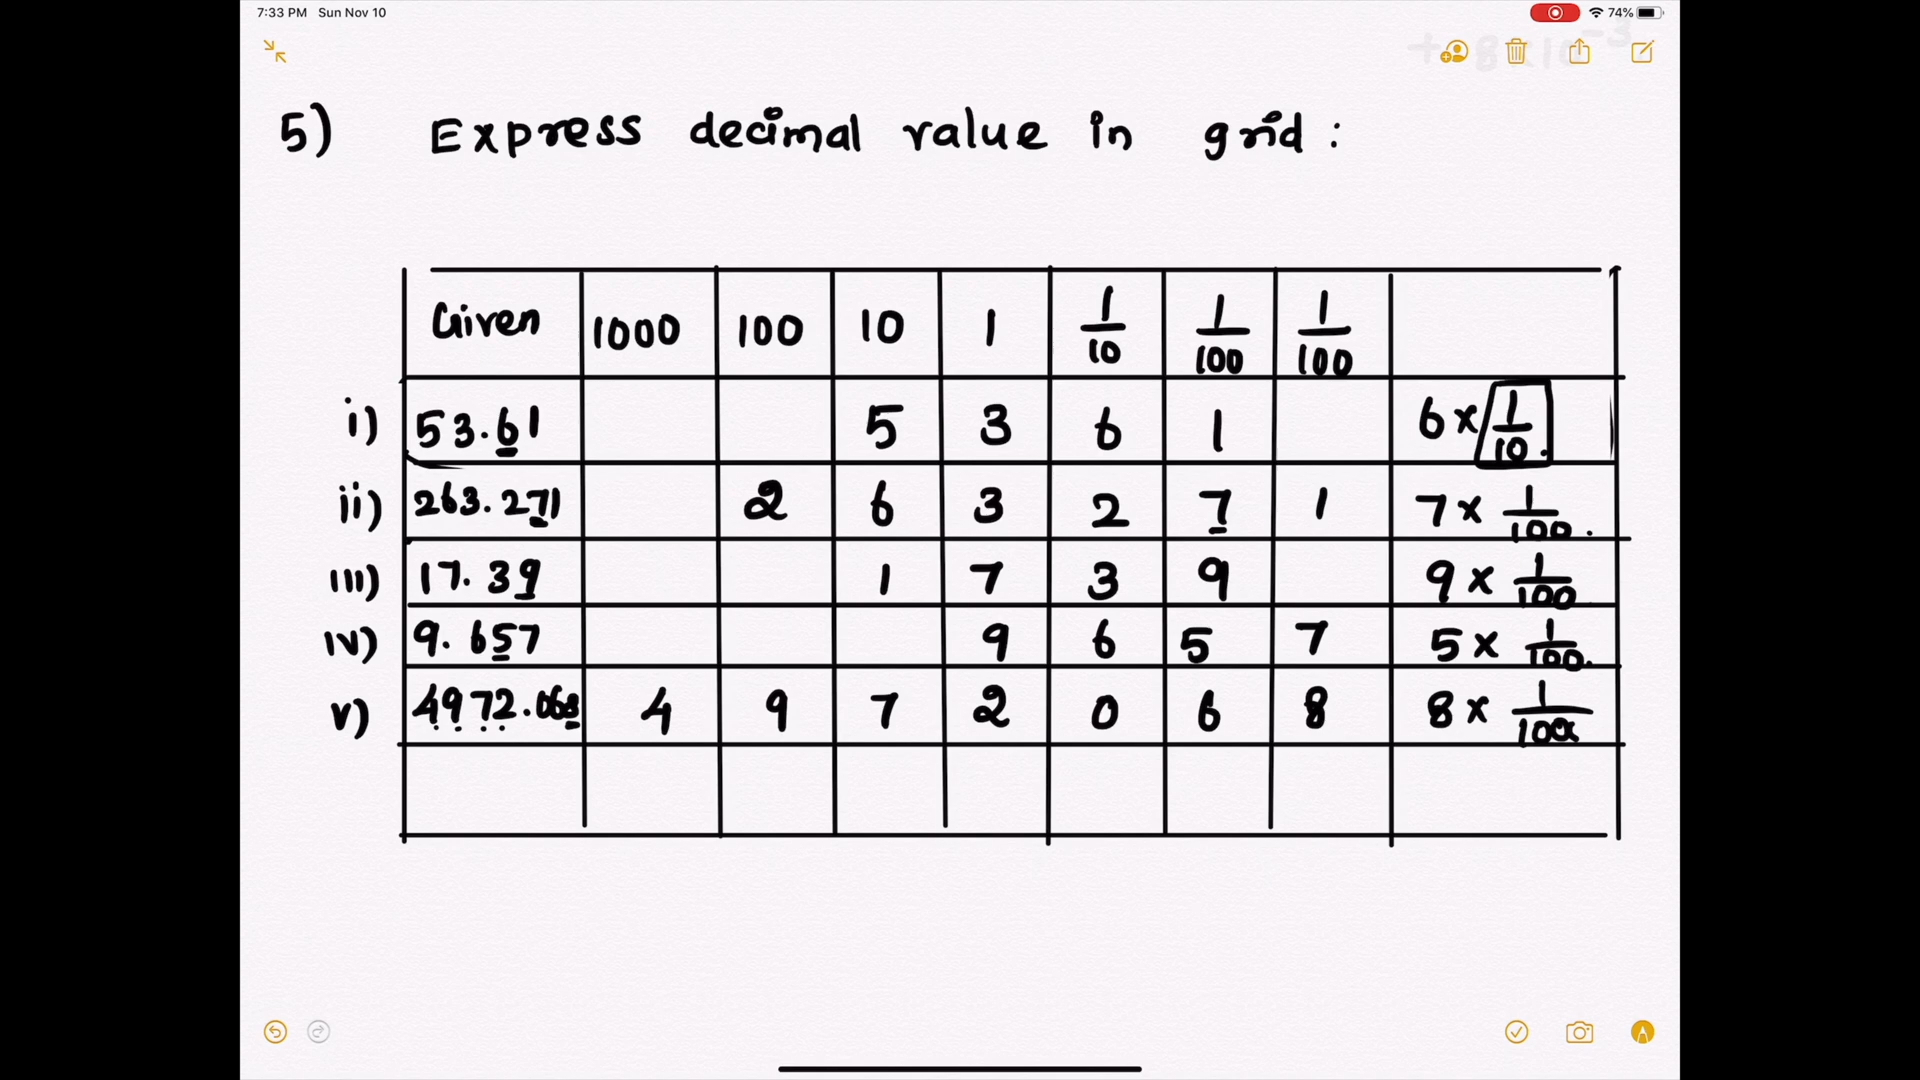 7:33 PM Sun Nov 10 74%
5) Express decimal value in grid :
Given 1000 100 10 1 1/10 1/100 1/100
i) 53.61 5 3 6 1 6 × 1/10.
ii) 263.271 2 6 3 2 7 1 7 × 1/100.
iii) 17.39 1 7 3 9 9 × 1/100
iv) 9.657 9 6 5 7 5 × 1/100.
v) 4972.068 4 9 7 2 0 6 8 8 ×